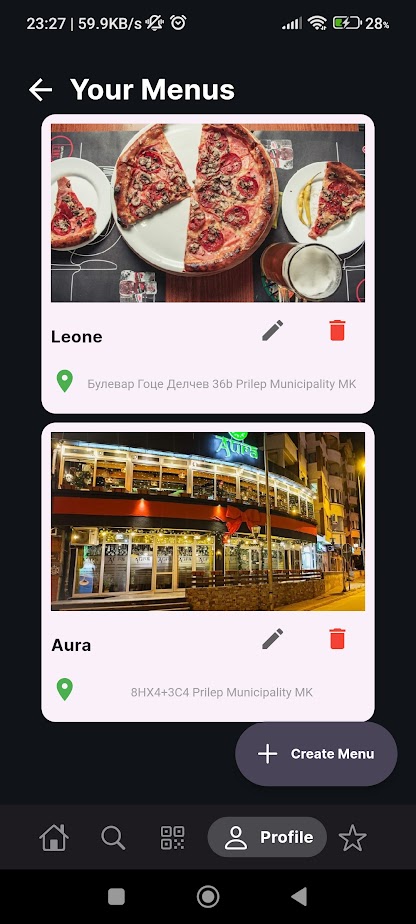 23:27 | 59.9KB/s 28%
Your Menus
Leone
Булевар Гоце Делчев 36b Prilep Municipality MK
Aura
8HX4+3C4 Prilep Municipality MK
Create Menu
Profile